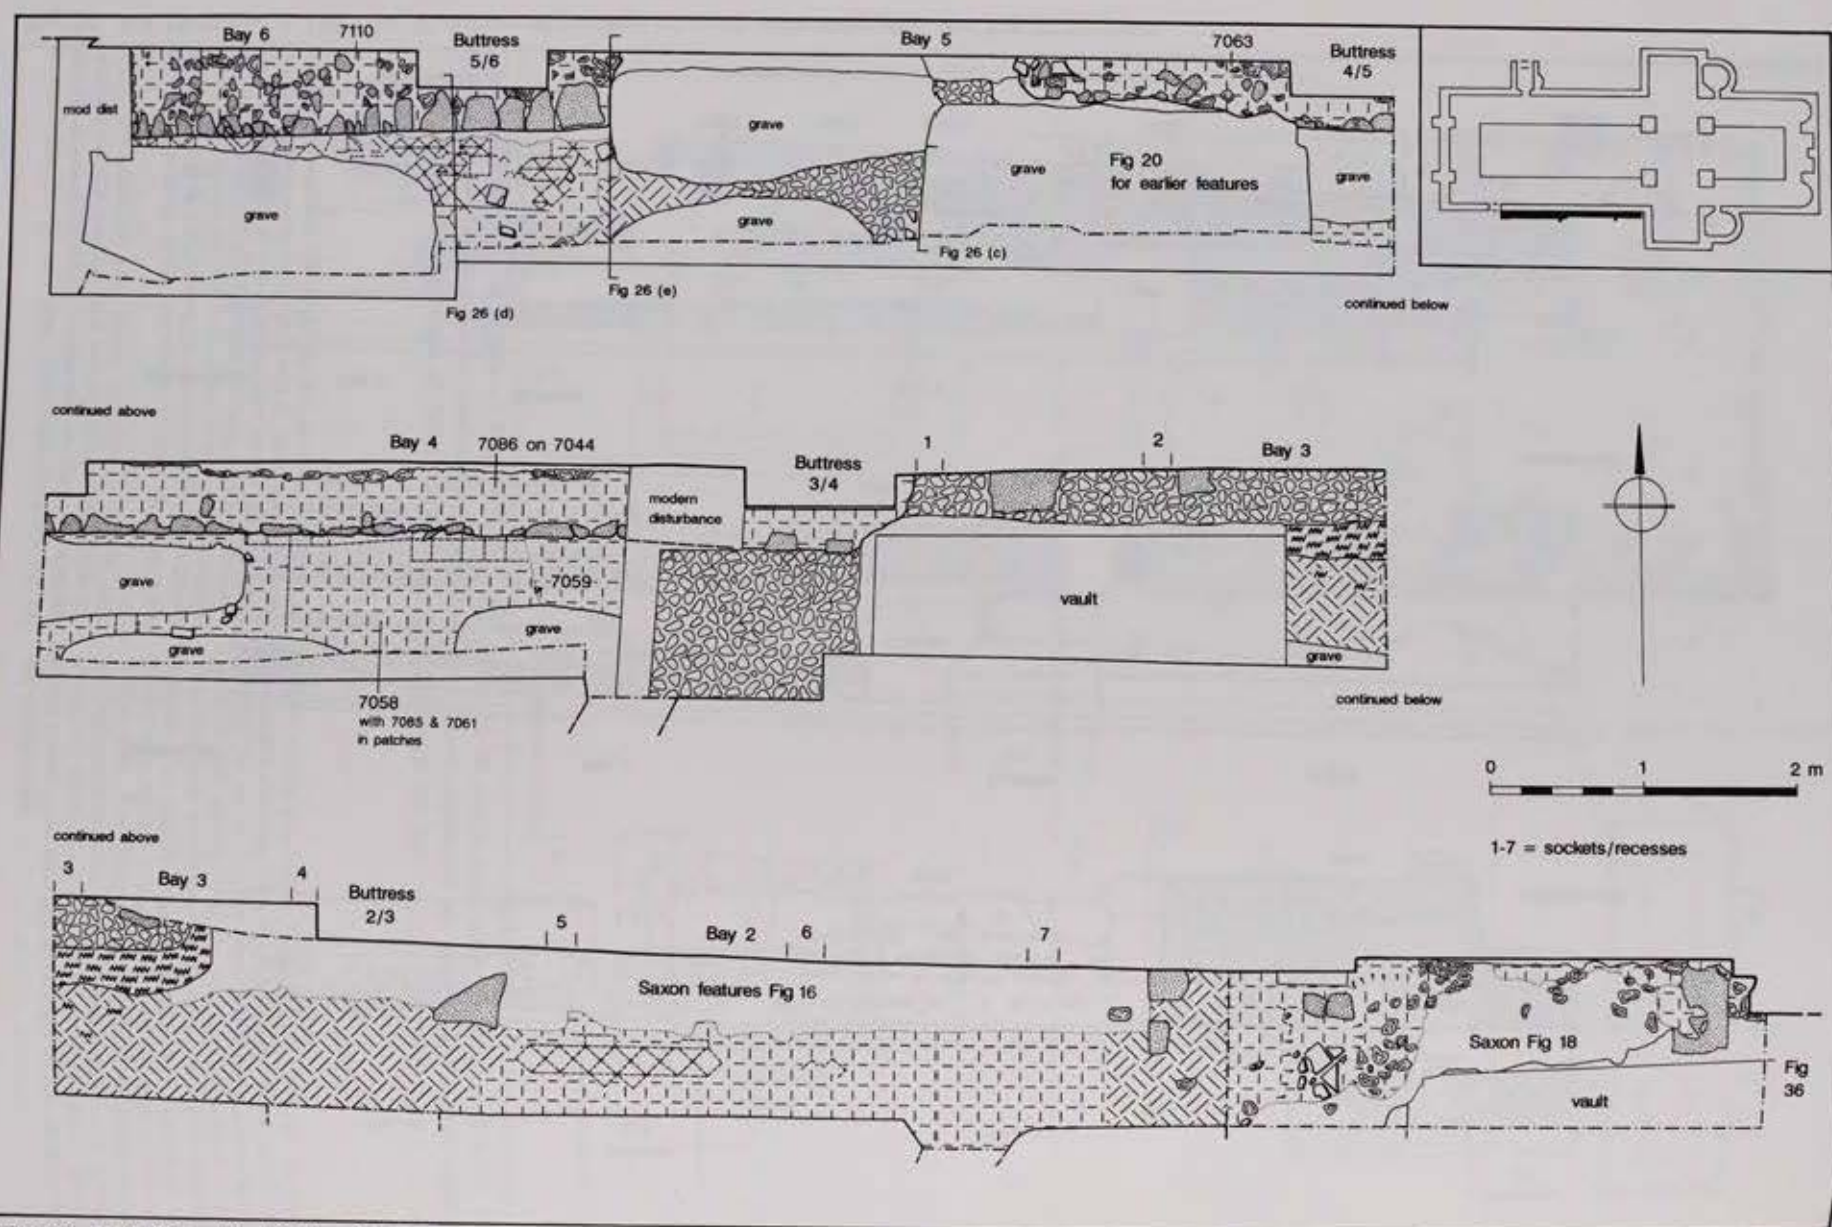 Bay 6
7110
Buttress
5/6
Bay 5
7063
Buttress
4/5
mod dist
grave
grave
grave
grave
Fig 20
for earlier features
grave
Fig 26 (c)
Fig 26 (e)
Fig 26 (d)
continued below
continued above
Bay 4
7086 on 7044
Buttress
3/4
1
2
Bay 3
modern
disturbance
grave
7059
vault
grave
grave
grave
7058
with 7085 & 7061
in patches
continued below
0 1 2 m
1-7 = sockets/recesses
continued above
3
Bay 3
4
Buttress
2/3
5
Bay 2
6
7
Saxon features Fig 16
Saxon Fig 18
vault
Fig
36